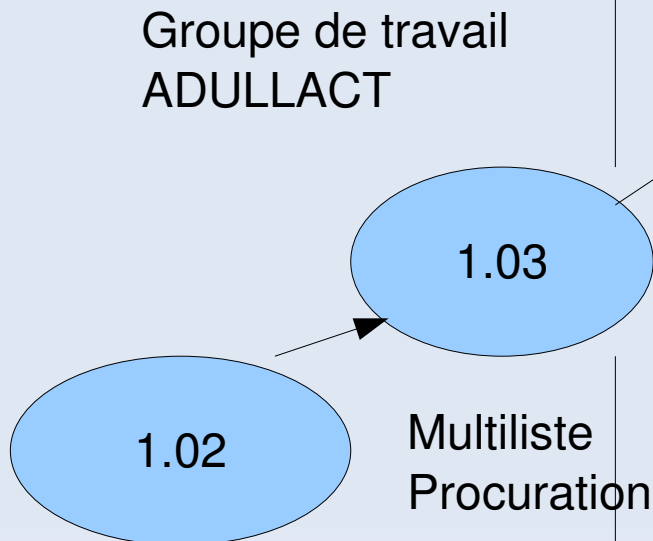 Groupe de travail
ADULLACT
1.03
1.02
Multiliste
Procuration